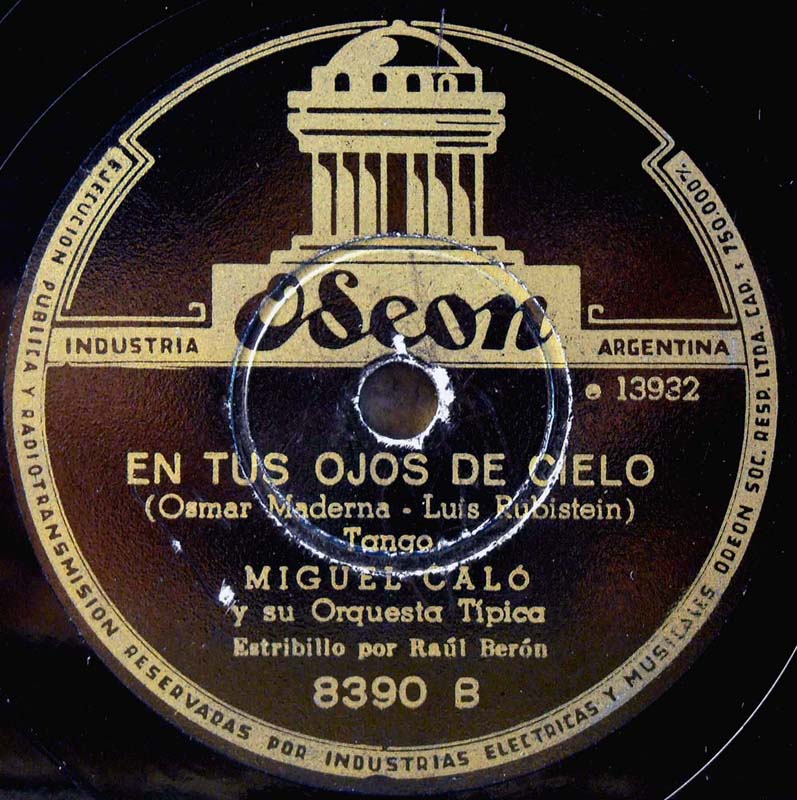 Odeon
INDUSTRIA ARGENTINA
13932
EN TUS OJOS DE CIELO
(Osmar Maderna - Luis Rubistein)
Tango
MIGUEL CALÓ
y su Orquesta Típica
Estribillo por Raúl Berón
8390 B
EJECUCION PUBLICA Y RADIOTRANSMISION RESERVADAS POR INDUSTRIAS ELECTRICAS Y MUSICALES ODEON SOC. RESP. LTDA. CAP. $ 750.000%